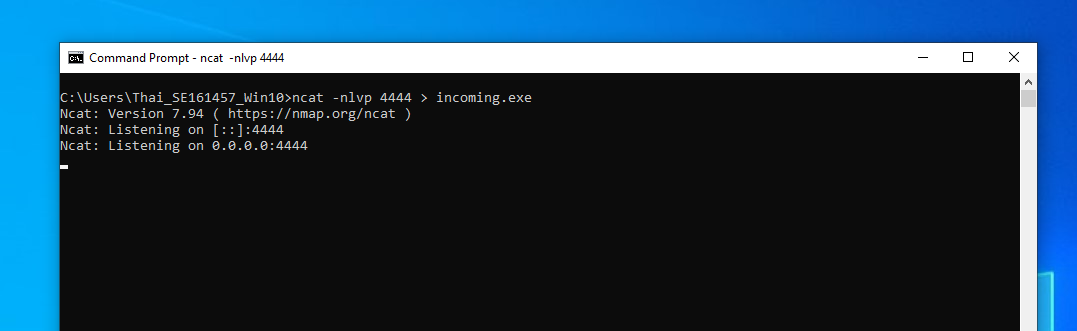 Command Prompt - ncat -nlvp 4444
C:\Users\Thai_SE161457_Win10>ncat -nlvp 4444 > incoming.exe
Ncat: Version 7.94 ( https://nmap.org/ncat )
Ncat: Listening on [::]:4444
Ncat: Listening on 0.0.0.0:4444